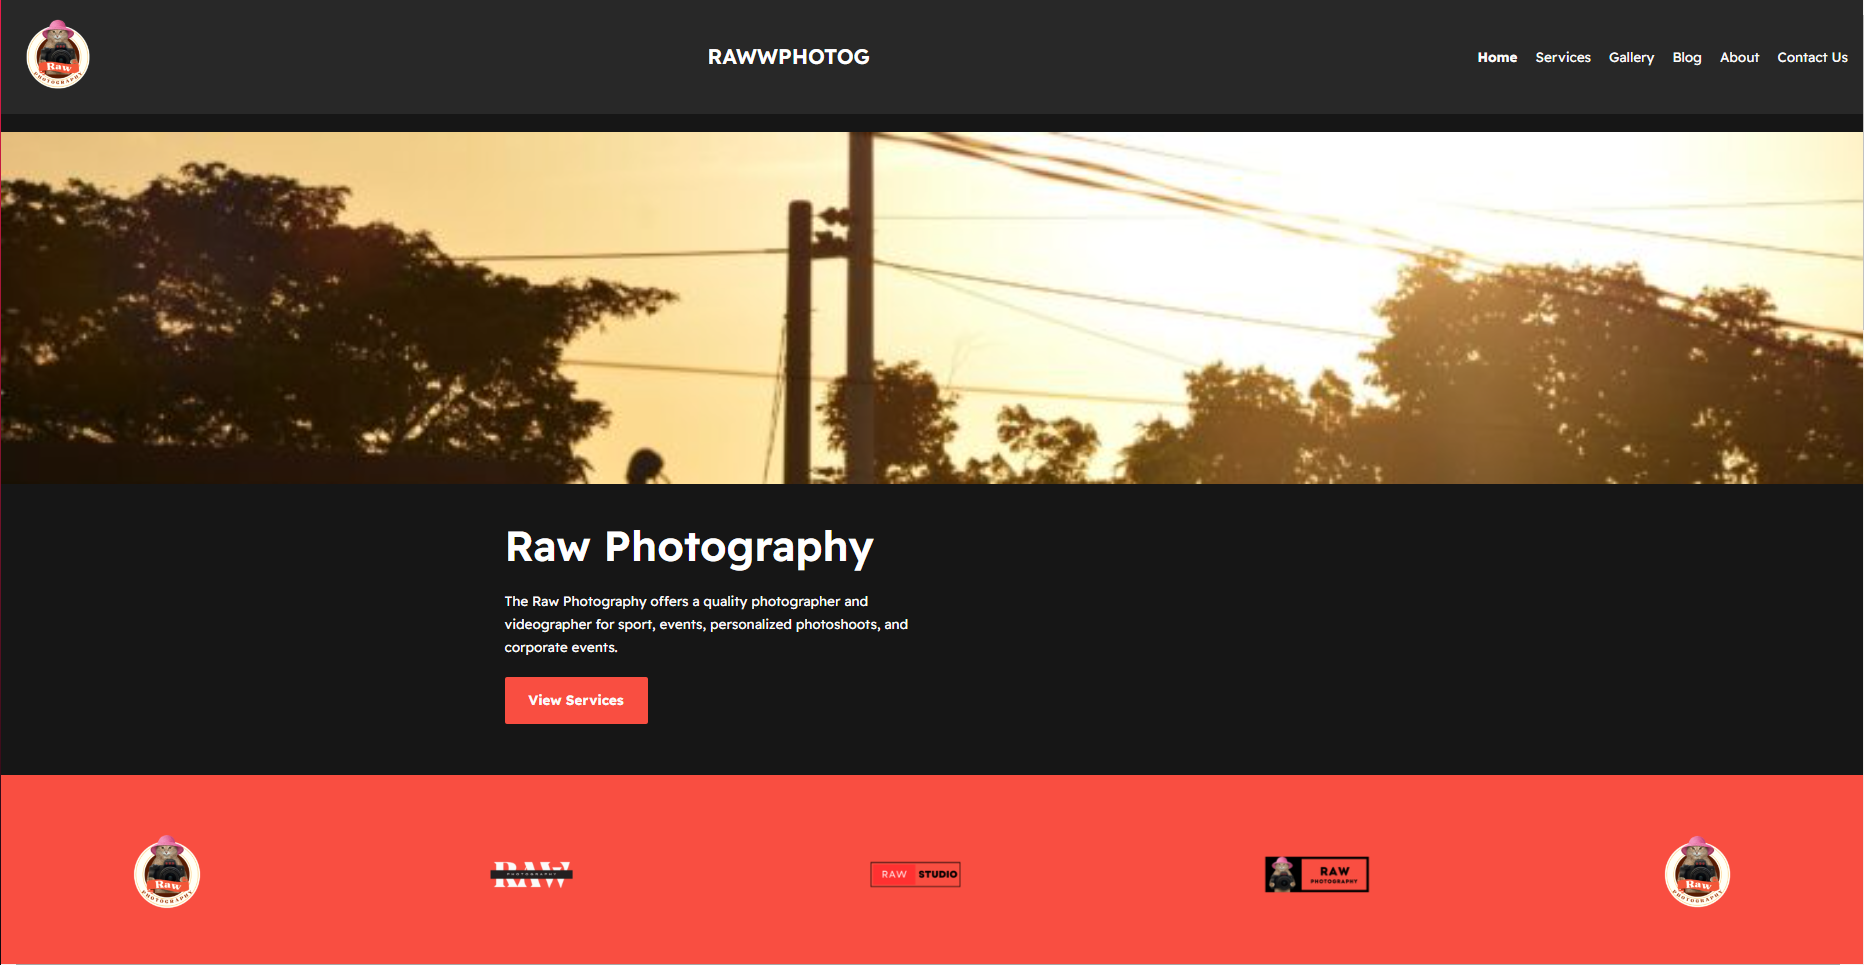 Raw
PHOTOGRAPHY
RAWWPHOTOG
Home Services Gallery Blog About Contact Us
Raw Photography
The Raw Photography offers a quality photographer and
videographer for sport, events, personalized photoshoots, and
corporate events.
View Services
Raw
PHOTOGRAPHY
RAW
PHOTOGRAPHY
RAW STUDIO
RAW
PHOTOGRAPHY
Raw
PHOTOGRAPHY